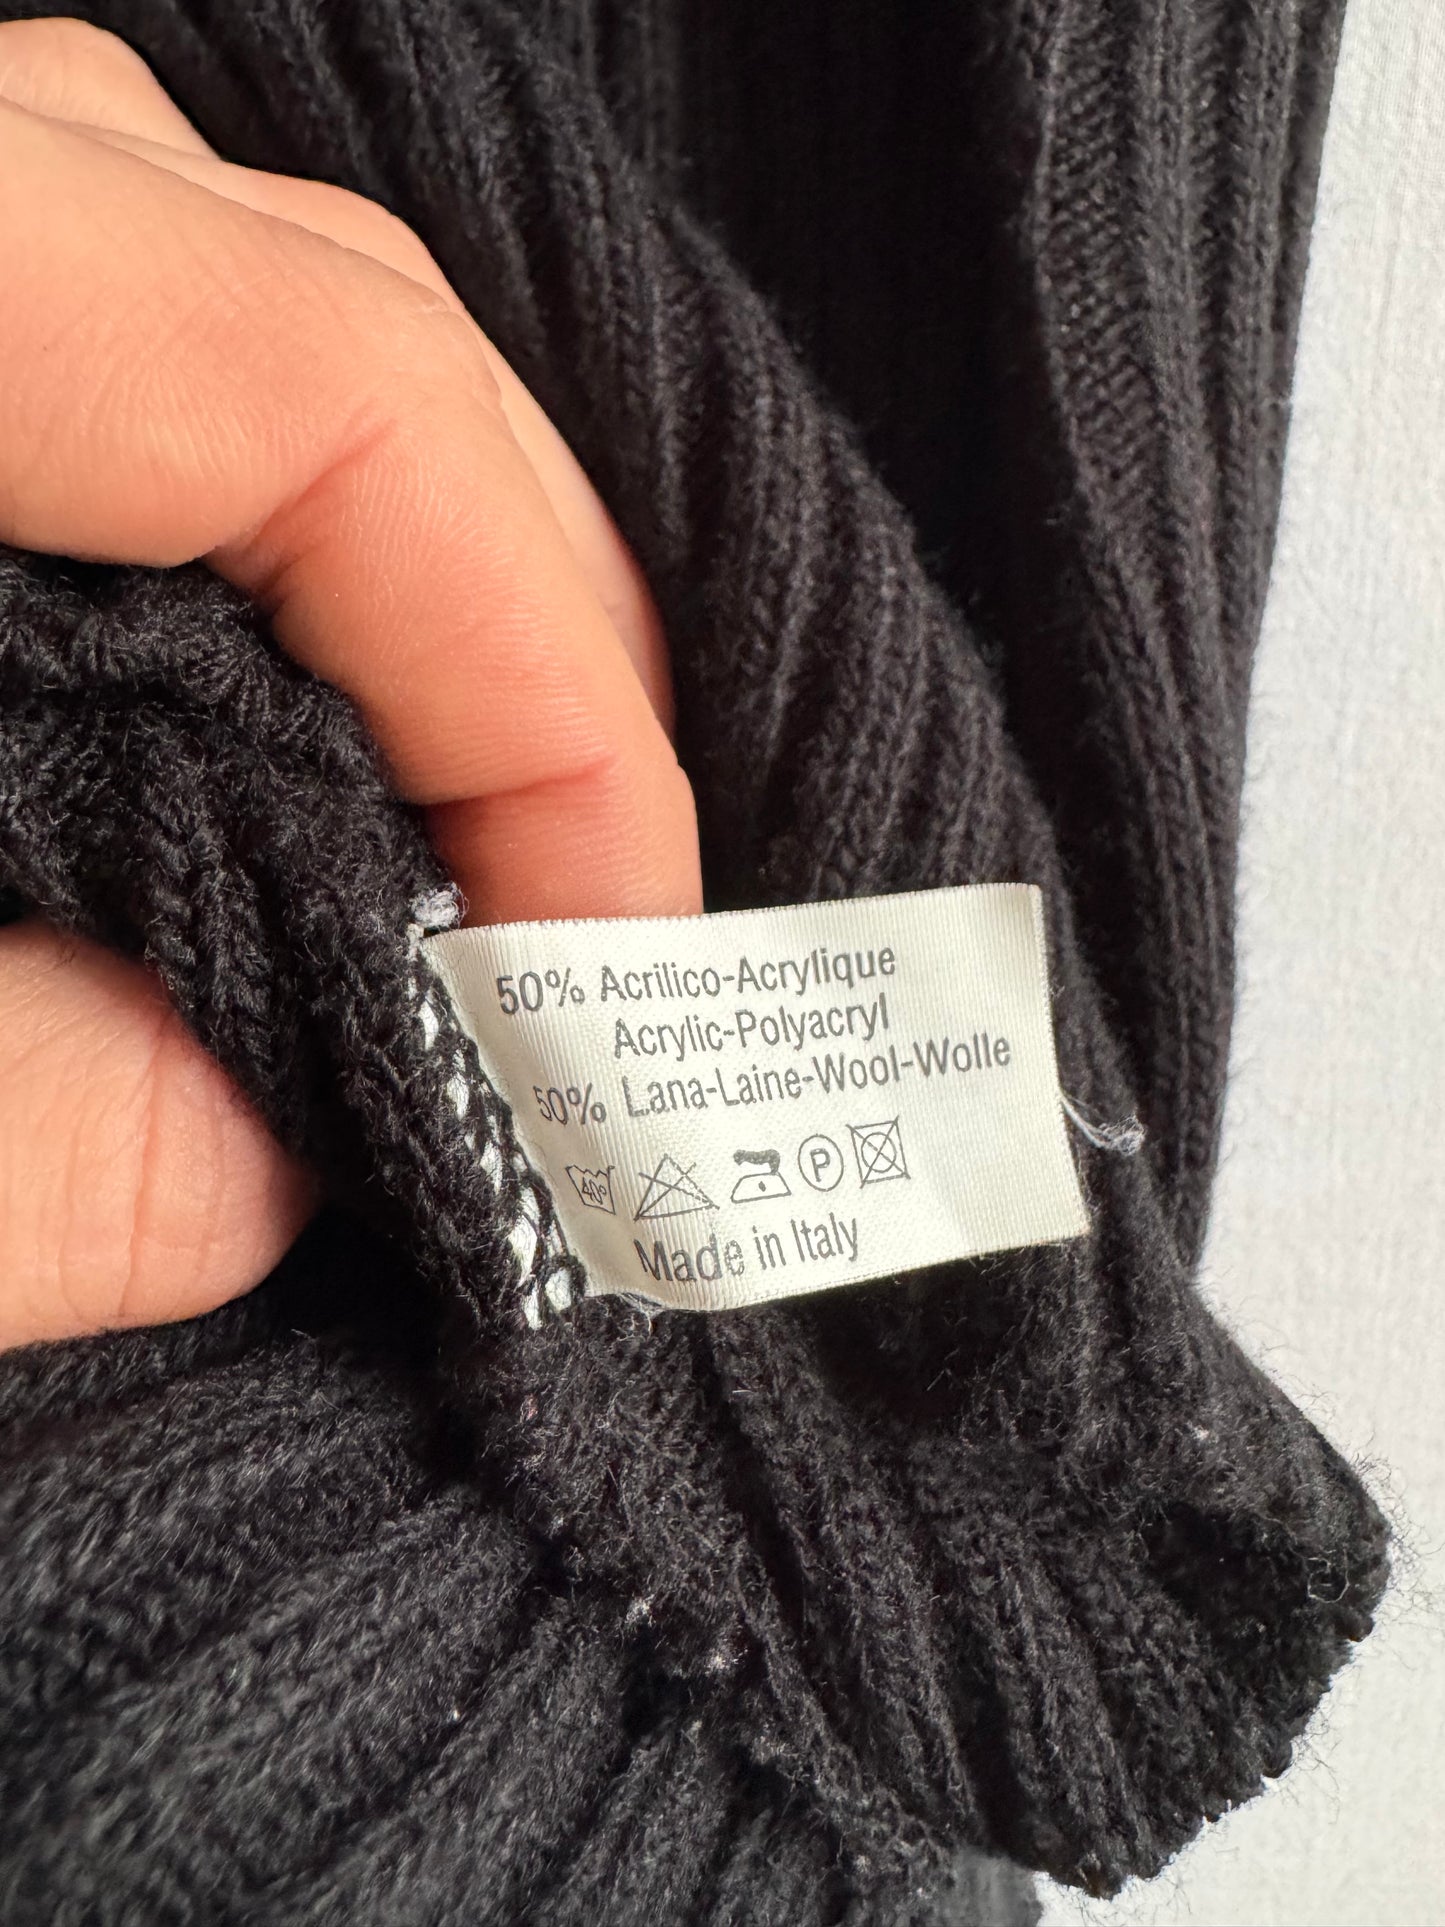 50% Acrilico-Acrylique
Acrylic-Polyacryl
50% Lana-Laine-Wool-Wolle
40° P
Made in Italy